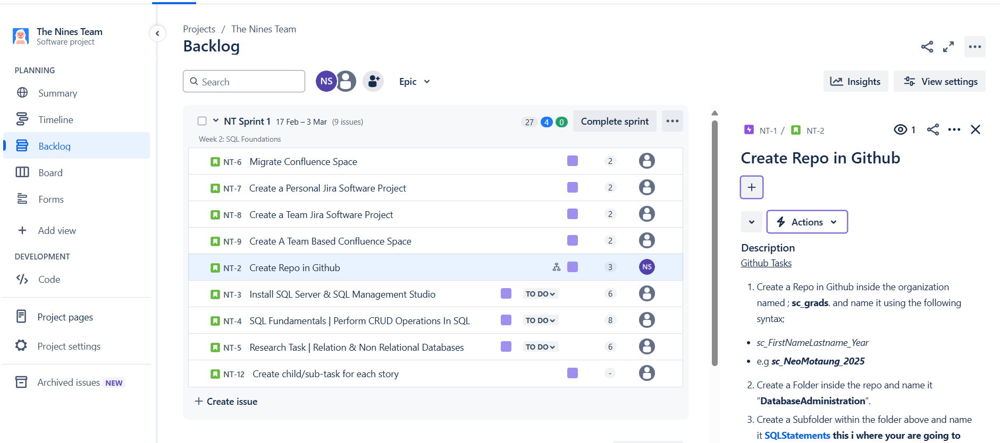 The Nines Team
Software project
PLANNING
Summary
Timeline
Backlog
Board
Forms
Add view
DEVELOPMENT
Code
Project pages
Project settings
Archived issues NEW
Projects / The Nines Team
Backlog
Search
NS
Epic
Insights
View settings
NT Sprint 1 17 Feb – 3 Mar (9 issues)
27 4 0
Complete sprint
Week 2: SQL Foundations
NT-6 Migrate Confluence Space 2
NT-7 Create a Personal Jira Software Project 2
NT-8 Create a Team Jira Software Project 2
NT-9 Create A Team Based Confluence Space 2
NT-2 Create Repo in Github 3 NS
NT-3 Install SQL Server & SQL Management Studio TO DO 6
NT-4 SQL Fundamentals | Perform CRUD Operations In SQL TO DO 8
NT-5 Research Task | Relation & Non Relational Databases TO DO 6
NT-12 Create child/sub-task for each story -
+ Create issue
NT-1 / NT-2
1
Create Repo in Github
Actions
Description
Github Tasks
1. Create a Repo in Github inside the organization
named ; sc_grads. and name it using the following
syntax;
• sc_FirstNameLastname_Year
• e.g sc_NeoMotaung_2025
2. Create a Folder inside the repo and name it
"DatabaseAdministration".
3. Create a Subfolder within the folder above and name
it SQLStatements this i where your are going to